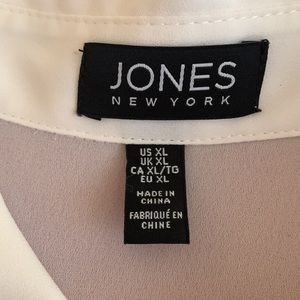 JONES
NEW YORK
US XL
UK XL
CA XL/TG
EU XL
MADE IN
CHINA
FABRIQUÉ EN
CHINE